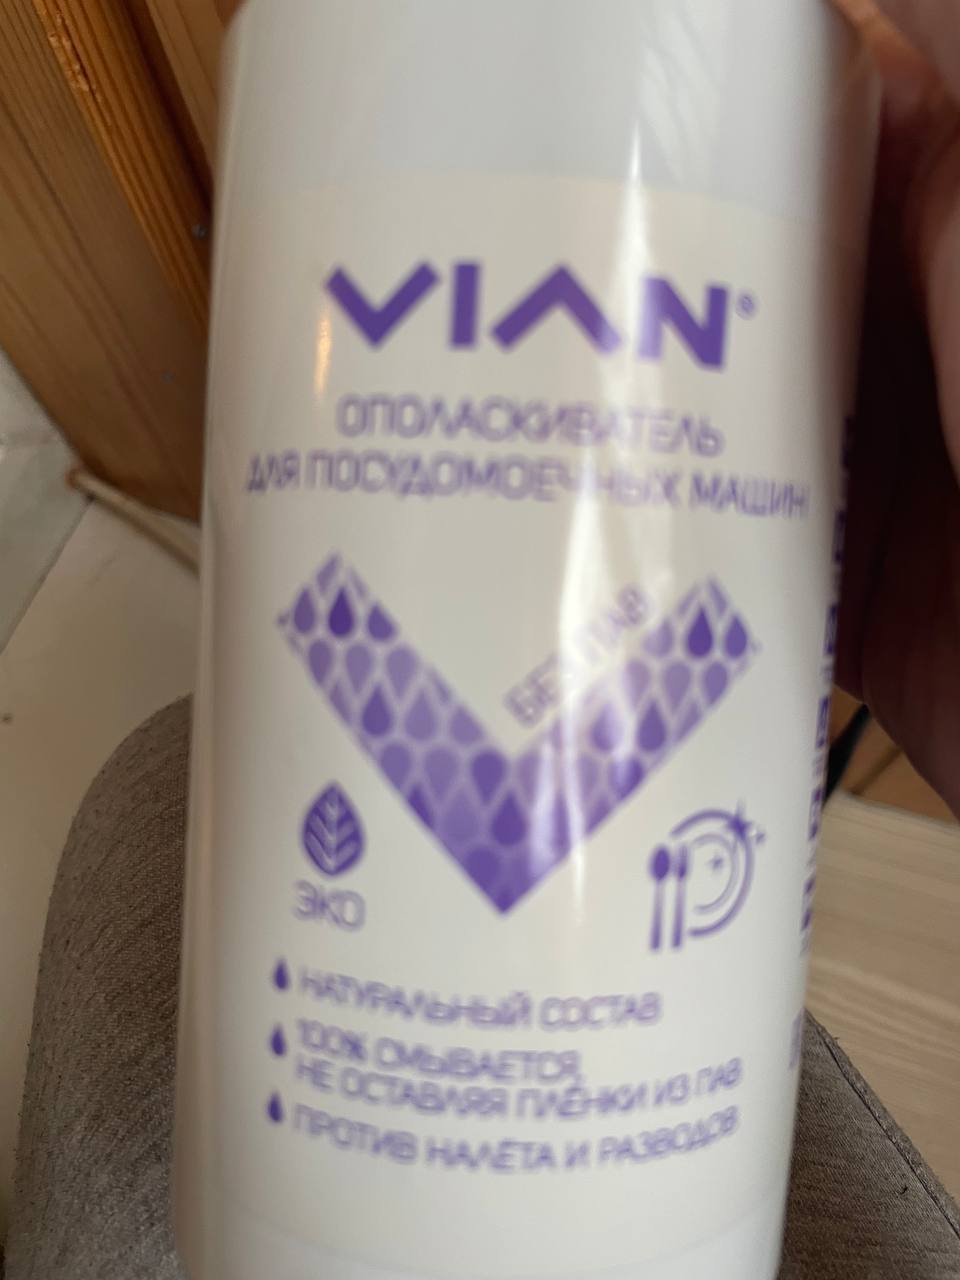 VIAN®
ОПОЛАСКИВАТЕЛЬ
ДЛЯ ПОСУДОМОЕЧНЫХ МАШИН
БЕЗ ПАВ
ЭКО
НАТУРАЛЬНЫЙ СОСТАВ
100% СМЫВАЕТСЯ,
НЕ ОСТАВЛЯЯ ПЛЁНКИ ИЗ ПАВ
ПРОТИВ НАЛЁТА И РАЗВОДОВ